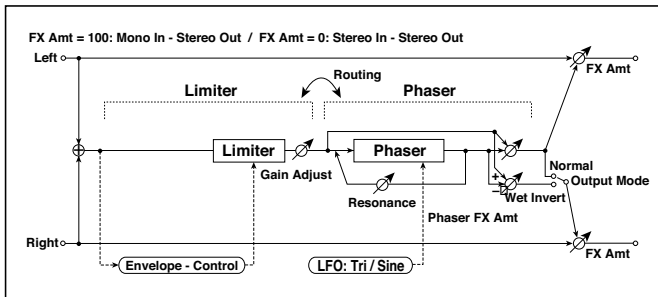 FX Amt = 100: Mono In - Stereo Out / FX Amt = 0: Stereo In - Stereo Out
Left
FX Amt
Routing
Limiter
Phaser
Limiter
Phaser
Gain Adjust
Normal
Output Mode
Resonance
+
−
Wet Invert
Phaser FX Amt
Right
FX Amt
Envelope - Control
LFO: Tri / Sine